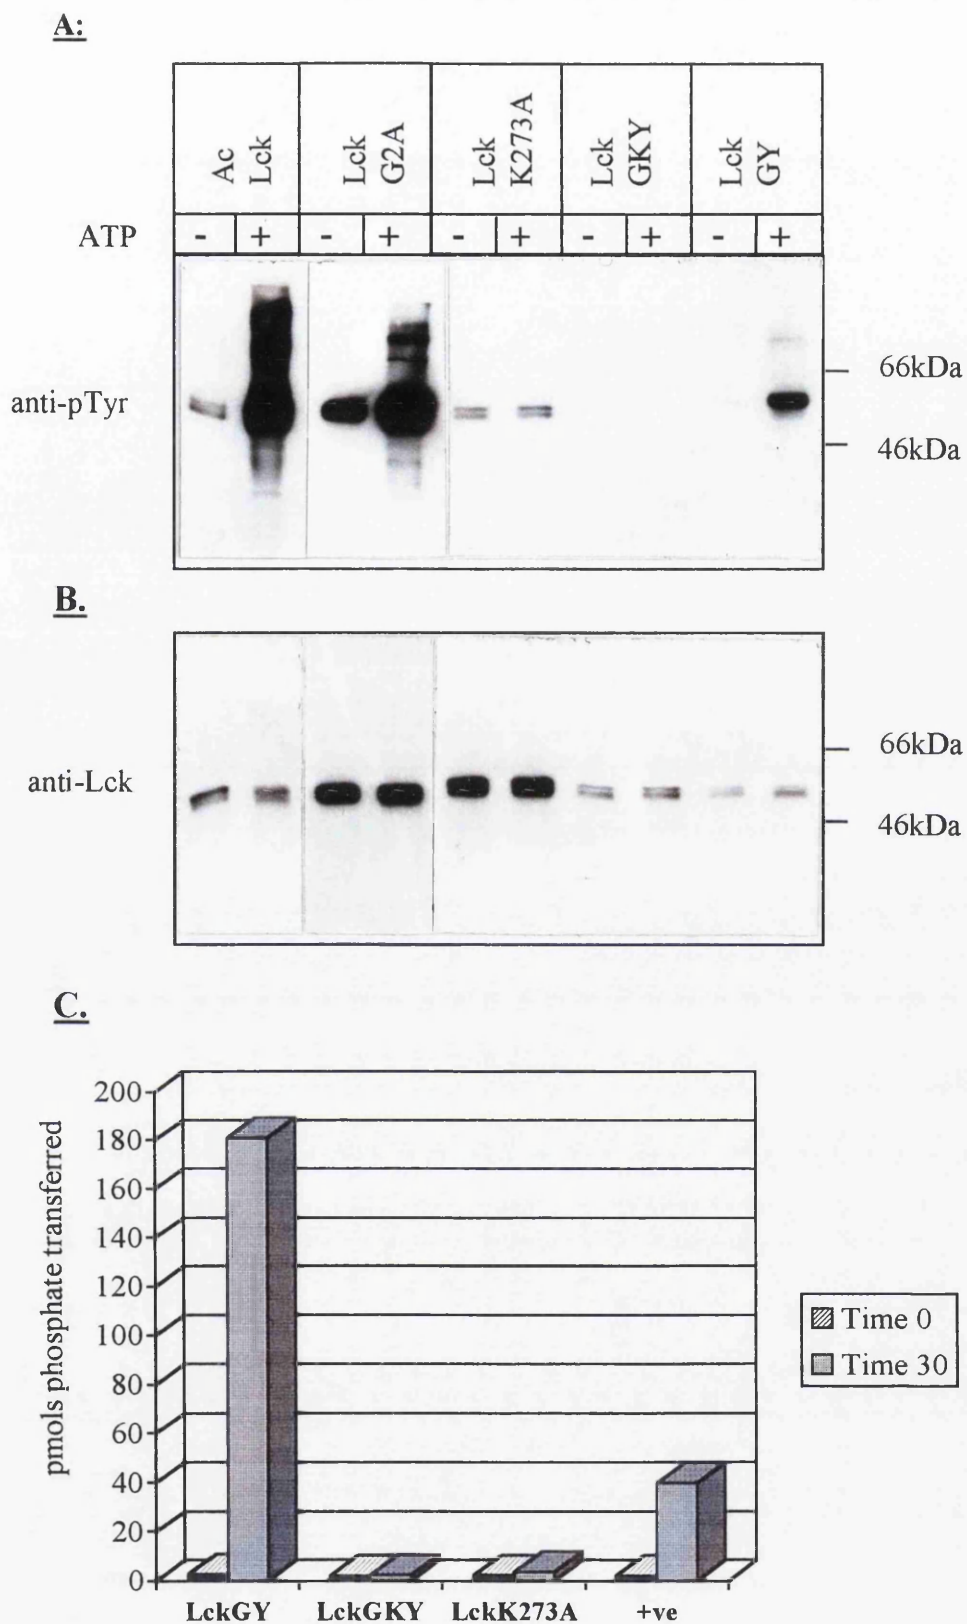 A:
Ac Lck
Lck G2A
Lck K273A
Lck GKY
Lck GY
ATP - + - + - + - + - +
anti-pTyr
66kDa
46kDa
B.
anti-Lck
66kDa
46kDa
C.
pmols phosphate transferred
200
180
160
140
120
100
80
60
40
20
0
LckGY LckGKY LckK273A +ve
Time 0
Time 30